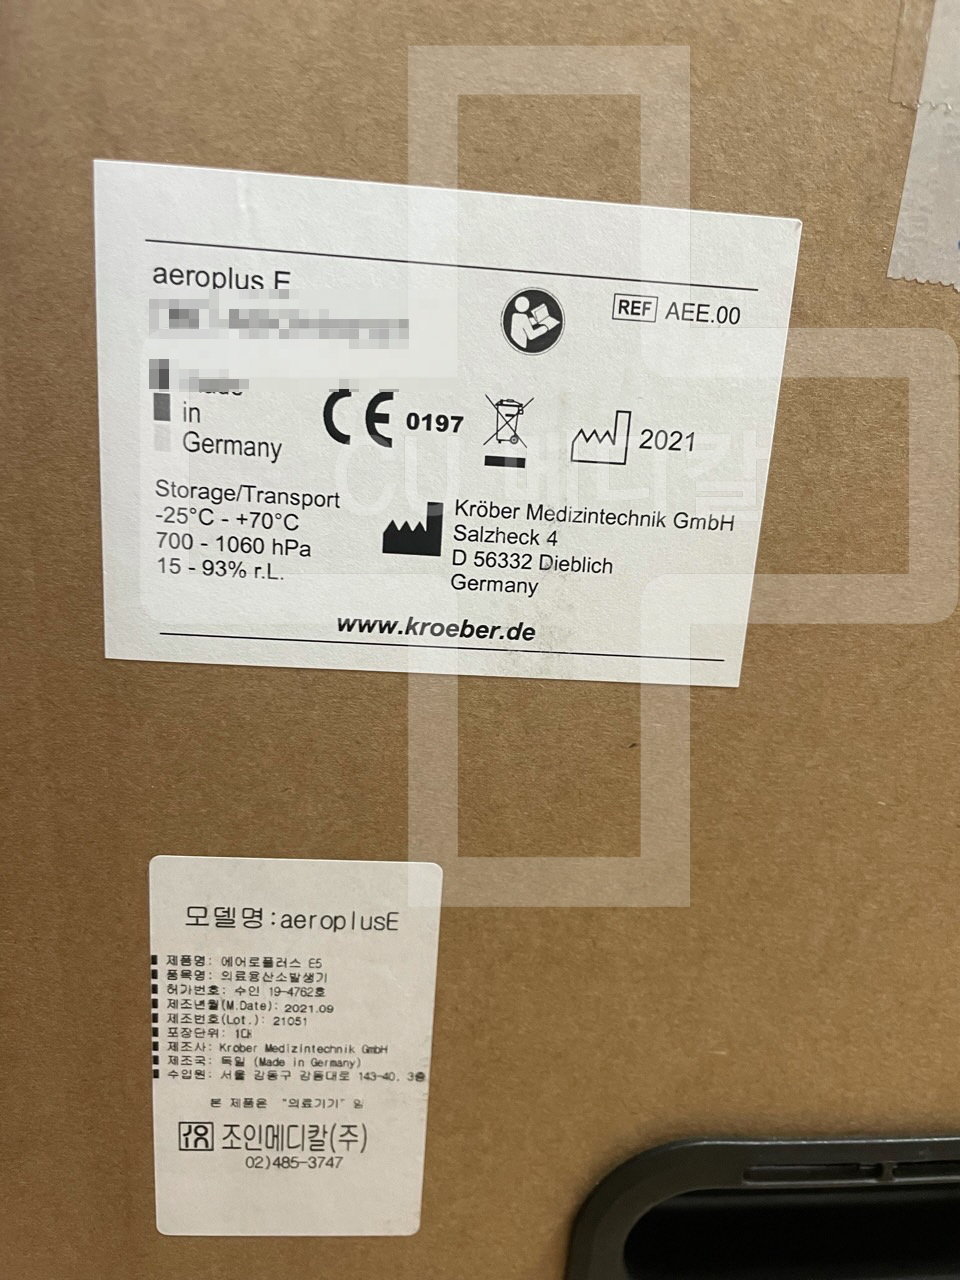 aeroplus E
REF AEE.00
Made
in
Germany
CE 0197
2021
Storage/Transport
-25°C - +70°C
700 - 1060 hPa
15 - 93% r.L.
Kröber Medizintechnik GmbH
Salzheck 4
D 56332 Dieblich
Germany
www.kroeber.de
CU메디칼
모델명:aeroplusE
제품명: 에어로플러스 E5
품목명: 의료용산소발생기
허가번호: 수인 19-4762호
제조년월(M.Date): 2021.09
제조번호(Lot.): 21051
포장단위: 1대
제조사: Krober Medizintechnik GmbH
제조국: 독일 (Made in Germany)
수입원: 서울 강동구 강동대로 143-40, 3층
본 제품은 "의료기기" 임
조인메디칼(주)
02)485-3747